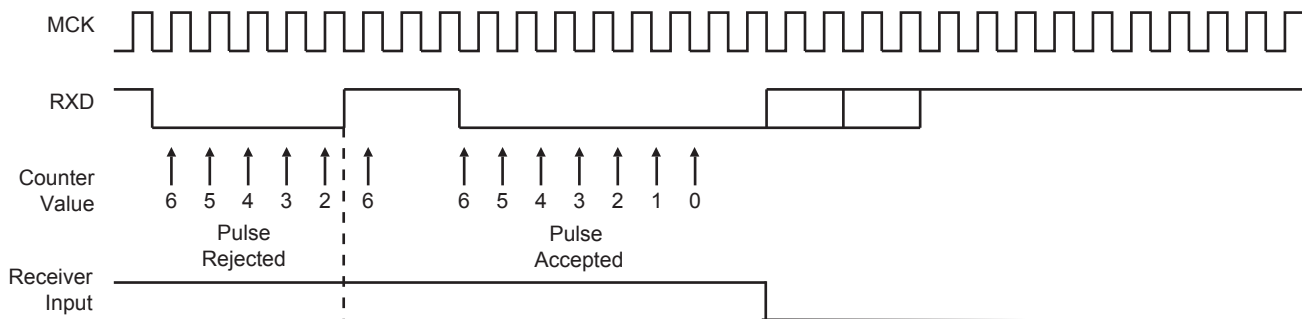 MCK
RXD
Counter
Value
6 5 4 3 2 6 6 5 4 3 2 1 0
Pulse
Rejected
Pulse
Accepted
Receiver
Input